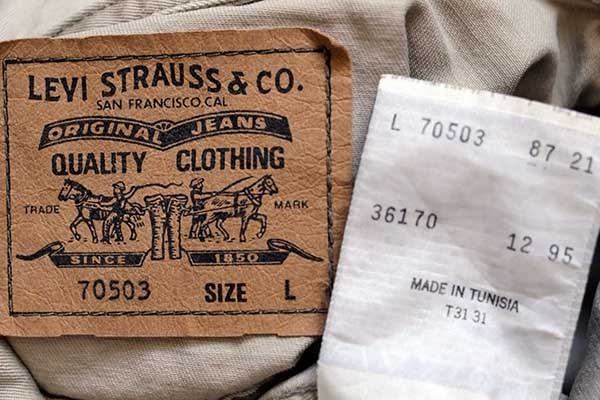 LEVI STRAUSS & CO.
SAN FRANCISCO.CAL
ORIGINAL JEANS
QUALITY CLOTHING
TRADE MARK
SINCE 1850
70503 SIZE L
L 70503 87 21
36170 12 95
MADE IN TUNISIA
T31 31